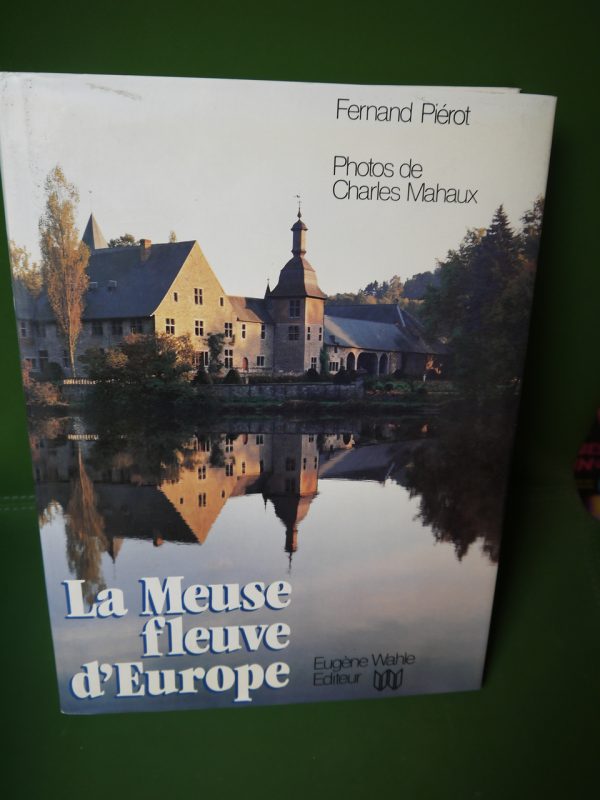 Fernand Piérot
Photos de
Charles Mahaux
La Meuse
fleuve
d'Europe
Eugène Wahle
Editeur